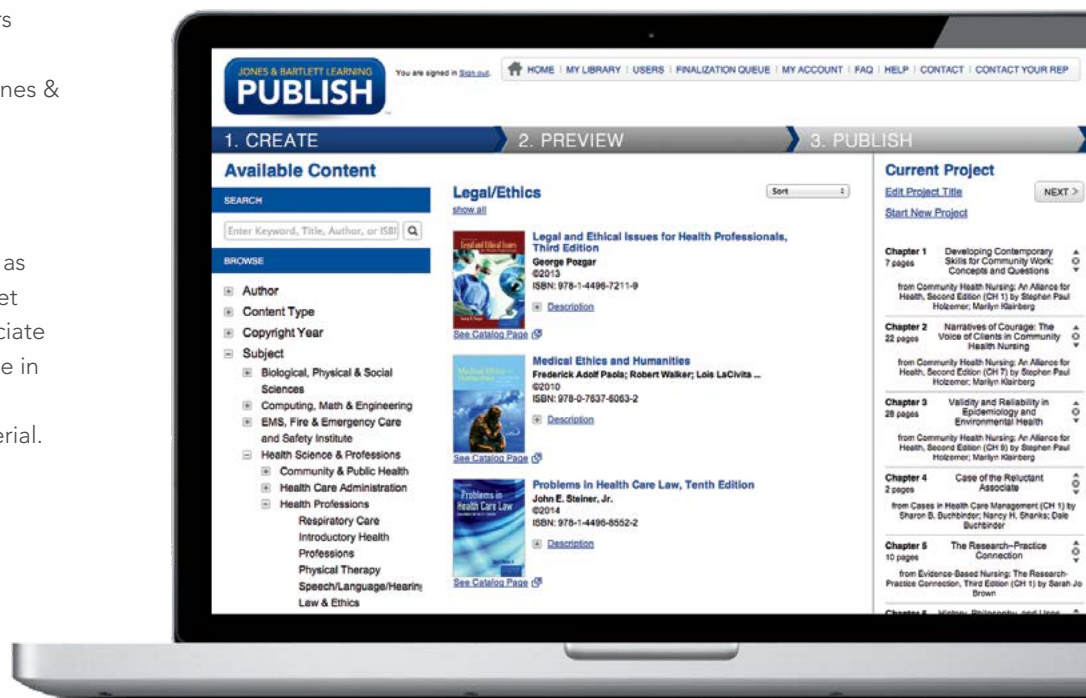 rs
nes &
as
et
ciate
e in
erial.
JONES & BARTLETT LEARNING
PUBLISH
You are signed in Sign out.
HOME | MY LIBRARY | USERS | FINALIZATION QUEUE | MY ACCOUNT | FAQ | HELP | CONTACT | CONTACT YOUR REP
1. CREATE
2. PREVIEW
3. PUBLISH
Available Content
SEARCH
Enter Keyword, Title, Author, or ISB
BROWSE
Author
Content Type
Copyright Year
Subject
Biological, Physical & Social
Sciences
Computing, Math & Engineering
EMS, Fire & Emergency Care
and Safety Institute
Health Science & Professions
Community & Public Health
Health Care Administration
Health Professions
Respiratory Care
Introductory Health
Professions
Physical Therapy
Speech/Language/Hearing
Law & Ethics
Legal/Ethics
show all
Sort
Legal and Ethical Issues for Health Professionals,
Third Edition
George Pozgar
©2013
ISBN: 978-1-4496-7211-9
Description
See Catalog Page
Medical Ethics and Humanities
Frederick Adolf Paola; Robert Walker; Lois LaCivita ...
©2010
ISBN: 978-0-7637-6063-2
Description
See Catalog Page
Problems in
Health Care Law
Problems in Health Care Law, Tenth Edition
John E. Steiner, Jr.
©2014
ISBN: 978-1-4496-8552-2
Description
See Catalog Page
Current Project
Edit Project Title
NEXT >
Start New Project
Chapter 1 Developing Contemporary
7 pages Skills for Community Work:
Concepts and Questions
from Community Health Nursing: An Alliance for
Health, Second Edition (CH 1) by Stephen Paul
Holzemer; Marilyn Klainberg
Chapter 2 Narratives of Courage: The
22 pages Voice of Clients in Community
Health Nursing
from Community Health Nursing: An Alliance for
Health, Second Edition (CH 7) by Stephen Paul
Holzemer; Marilyn Klainberg
Chapter 3 Validity and Reliability in
28 pages Epidemiology and
Environmental Health
from Community Health Nursing: An Alliance for
Health, Second Edition (CH 9) by Stephen Paul
Holzemer; Marilyn Klainberg
Chapter 4 Case of the Reluctant
2 pages Associate
from Cases in Health Care Management (CH 1) by
Sharon B. Buchbinder; Nancy H. Shanks; Dale
Buchbinder
Chapter 5 The Research–Practice
10 pages Connection
from Evidence-Based Nursing: The Research-
Practice Connection, Third Edition (CH 1) by Sarah Jo
Brown